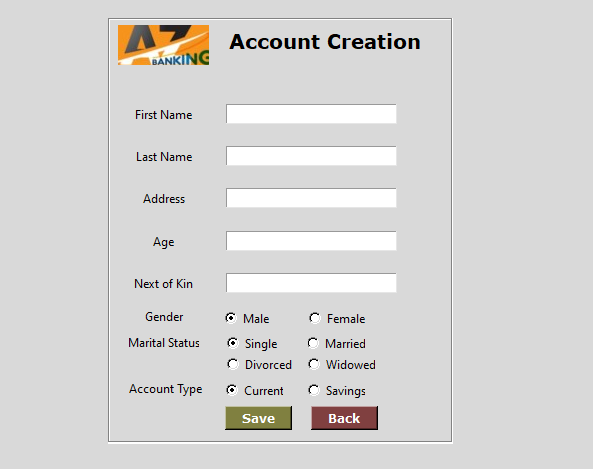 AZ
BANKING
Account Creation
First Name
Last Name
Address
Age
Next of Kin
Gender Male Female
Marital Status Single Married
Divorced Widowed
Account Type Current Savings
Save Back